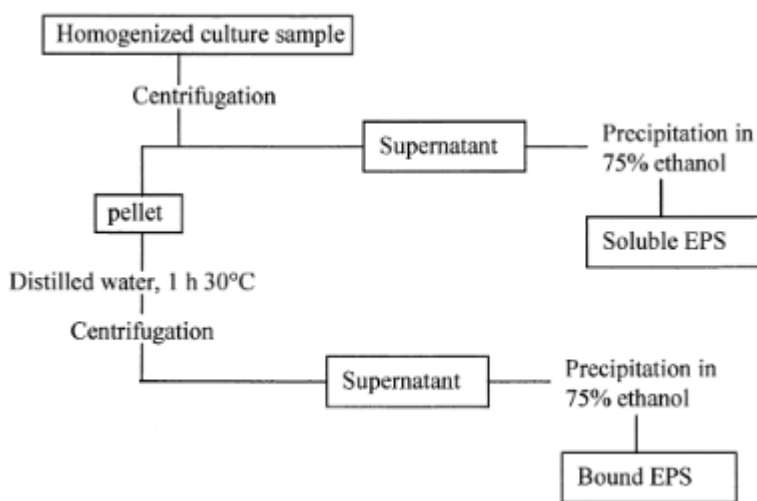 Homogenized culture sample
Centrifugation
Supernatant
Precipitation in
75% ethanol
pellet
Soluble EPS
Distilled water, 1 h 30°C
Centrifugation
Supernatant
Precipitation in
75% ethanol
Bound EPS